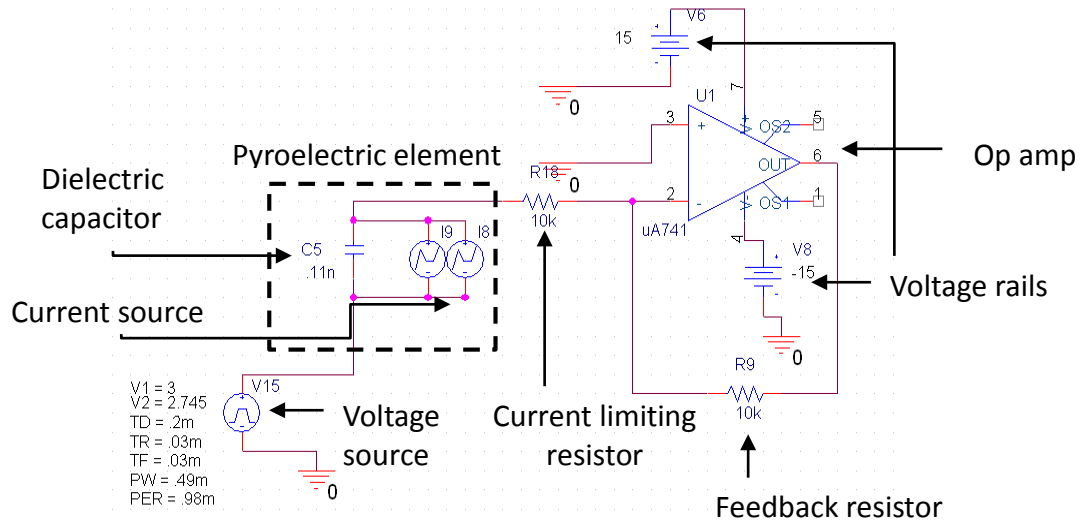 V6
15
7
0
U1
3
+
OS2
5
OUT
6
Op amp
Pyroelectric element
Dielectric
capacitor
R18
0
10k
2
-
OS1
1
uA741
4
C5
.11n
I9
I8
V8
-15
Voltage rails
Current source
0
R9
10k
V1 = 3
V2 = 2.745
TD = .2m
TR = .03m
TF = .03m
PW = .49m
PER = .98m
V15
0
Voltage
source
Current limiting
resistor
Feedback resistor